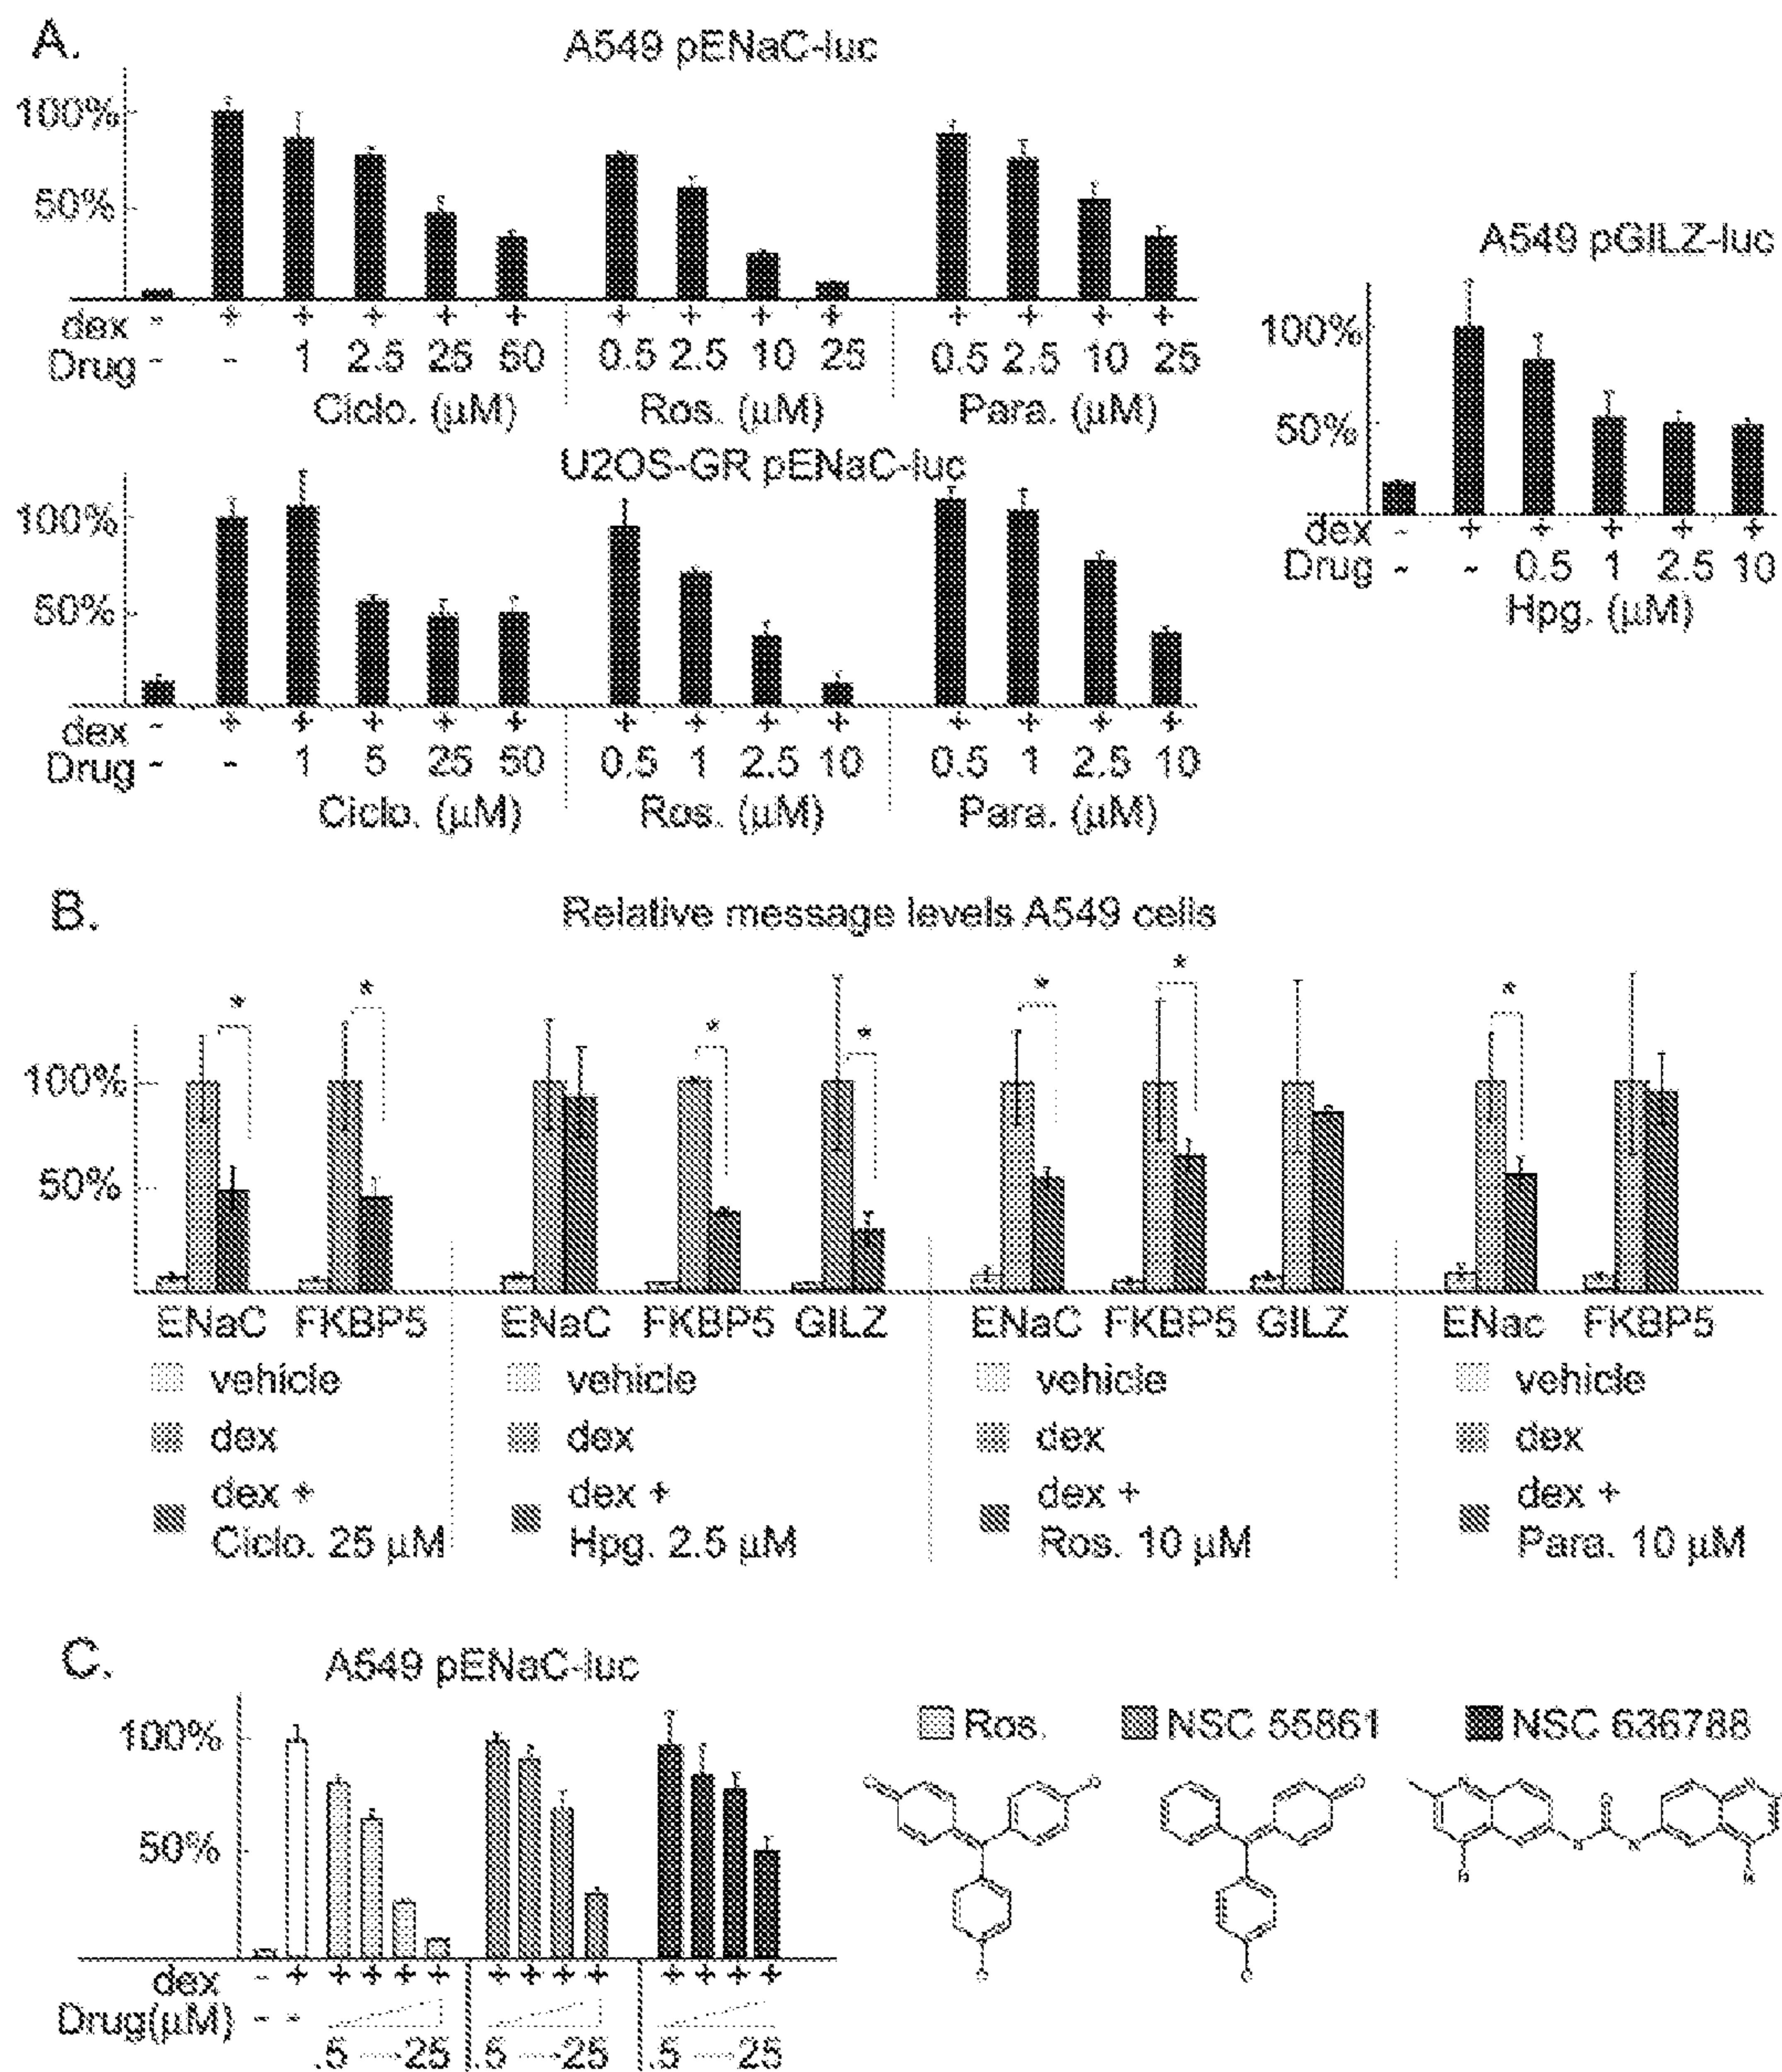 A.
A549 pENaC-luc
100%
50%
dex - + + + + + + + + + + + + +
Drug - - 1 2.5 25 50 0.5 2.5 10 25 0.5 2.5 10 25
Ciclo. (µM) Ros. (µM) Para. (µM)
A549 pGILZ-luc
100%
50%
dex - + + + + +
Drug - - 0.5 1 2.5 10
Hpg. (µM)
U2OS-GR pENaC-luc
100%
50%
dex - + + + + + + + + + + + + +
Drug - - 1 5 25 50 0.5 1 2.5 10 0.5 1 2.5 10
Ciclo. (µM) Ros. (µM) Para. (µM)
B.
Relative message levels A549 cells
* * * * * * *
100%
50%
ENaC FKBP5 ENaC FKBP5 GILZ ENaC FKBP5 GILZ ENac FKBP5
vehicle vehicle vehicle vehicle
dex dex dex dex
dex + dex + dex + dex +
Ciclo. 25 µM Hpg. 2.5 µM Ros. 10 µM Para. 10 µM
C.
A549 pENaC-luc
100%
50%
dex - + + + + + + + + + + + + +
Drug(µM) - -
.5 → 25 .5 → 25 .5 → 25
Ros. NSC 55861 NSC 636788